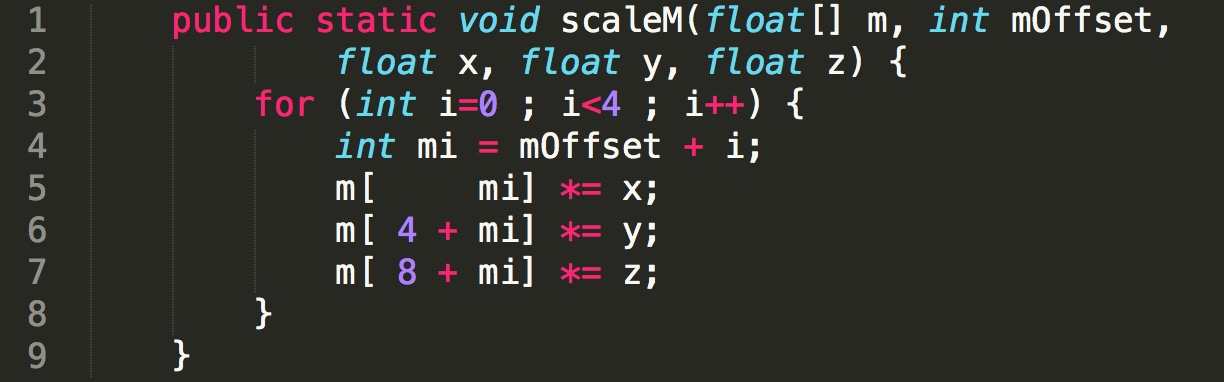 1 public static void scaleM(float[] m, int mOffset,
2 float x, float y, float z) {
3 for (int i=0 ; i<4 ; i++) {
4 int mi = mOffset + i;
5 m[     mi] *= x;
6 m[ 4 + mi] *= y;
7 m[ 8 + mi] *= z;
8 }
9 }